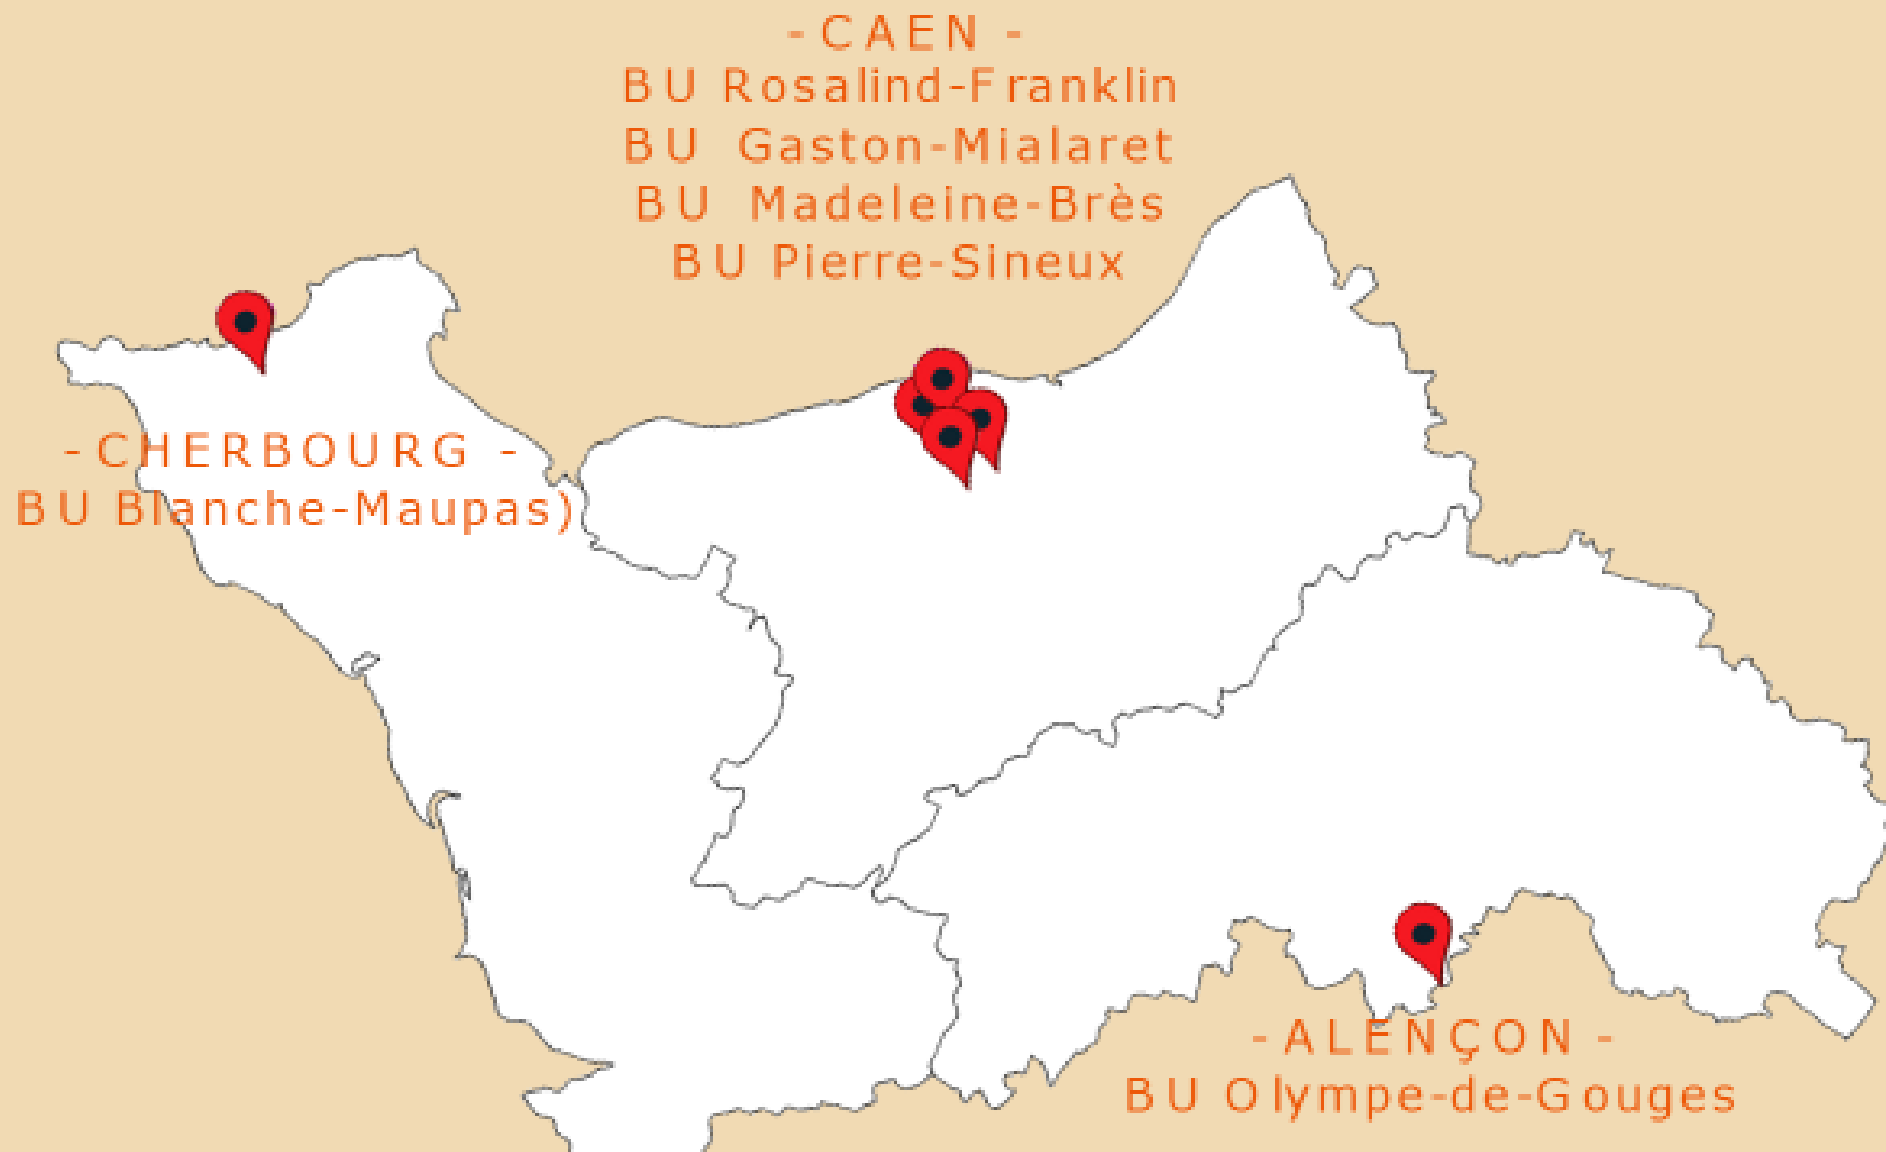 - CAEN -
BU Rosalind-Franklin
BU Gaston-Mialaret
BU Madeleine-Brès
BU Pierre-Sineux
- CHERBOURG -
BU Blanche-Maupas)
- ALENÇON -
BU Olympe-de-Gouges